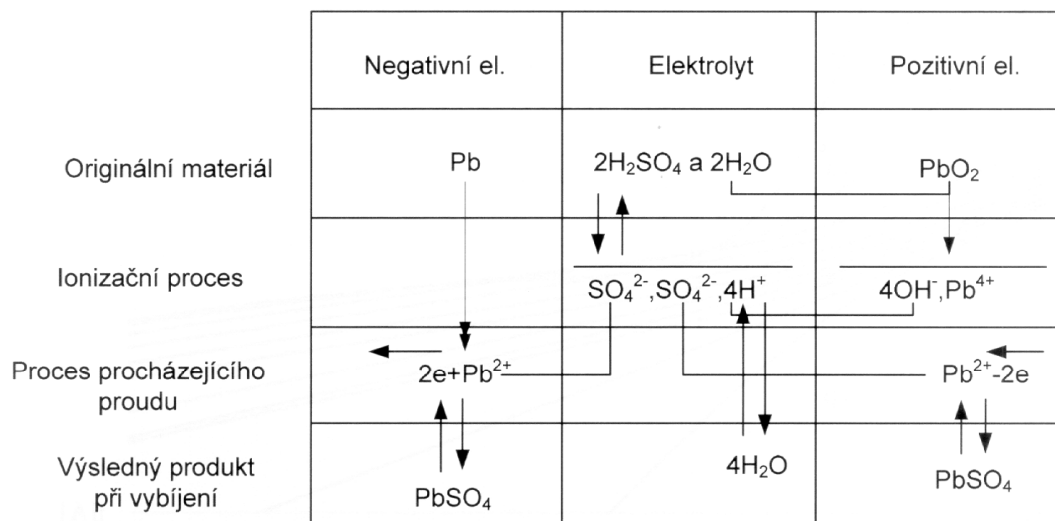 Negativní el. Elektrolyt Pozitivní el.
Originální materiál Pb 2H₂SO₄ a 2H₂O PbO₂
Ionizační proces SO₄²⁻,SO₄²⁻,4H⁺ 4OH⁻,Pb⁴⁺
Proces procházejícího
proudu 2e+Pb²⁺ Pb²⁺-2e
Výsledný produkt
při vybíjení PbSO₄ 4H₂O PbSO₄